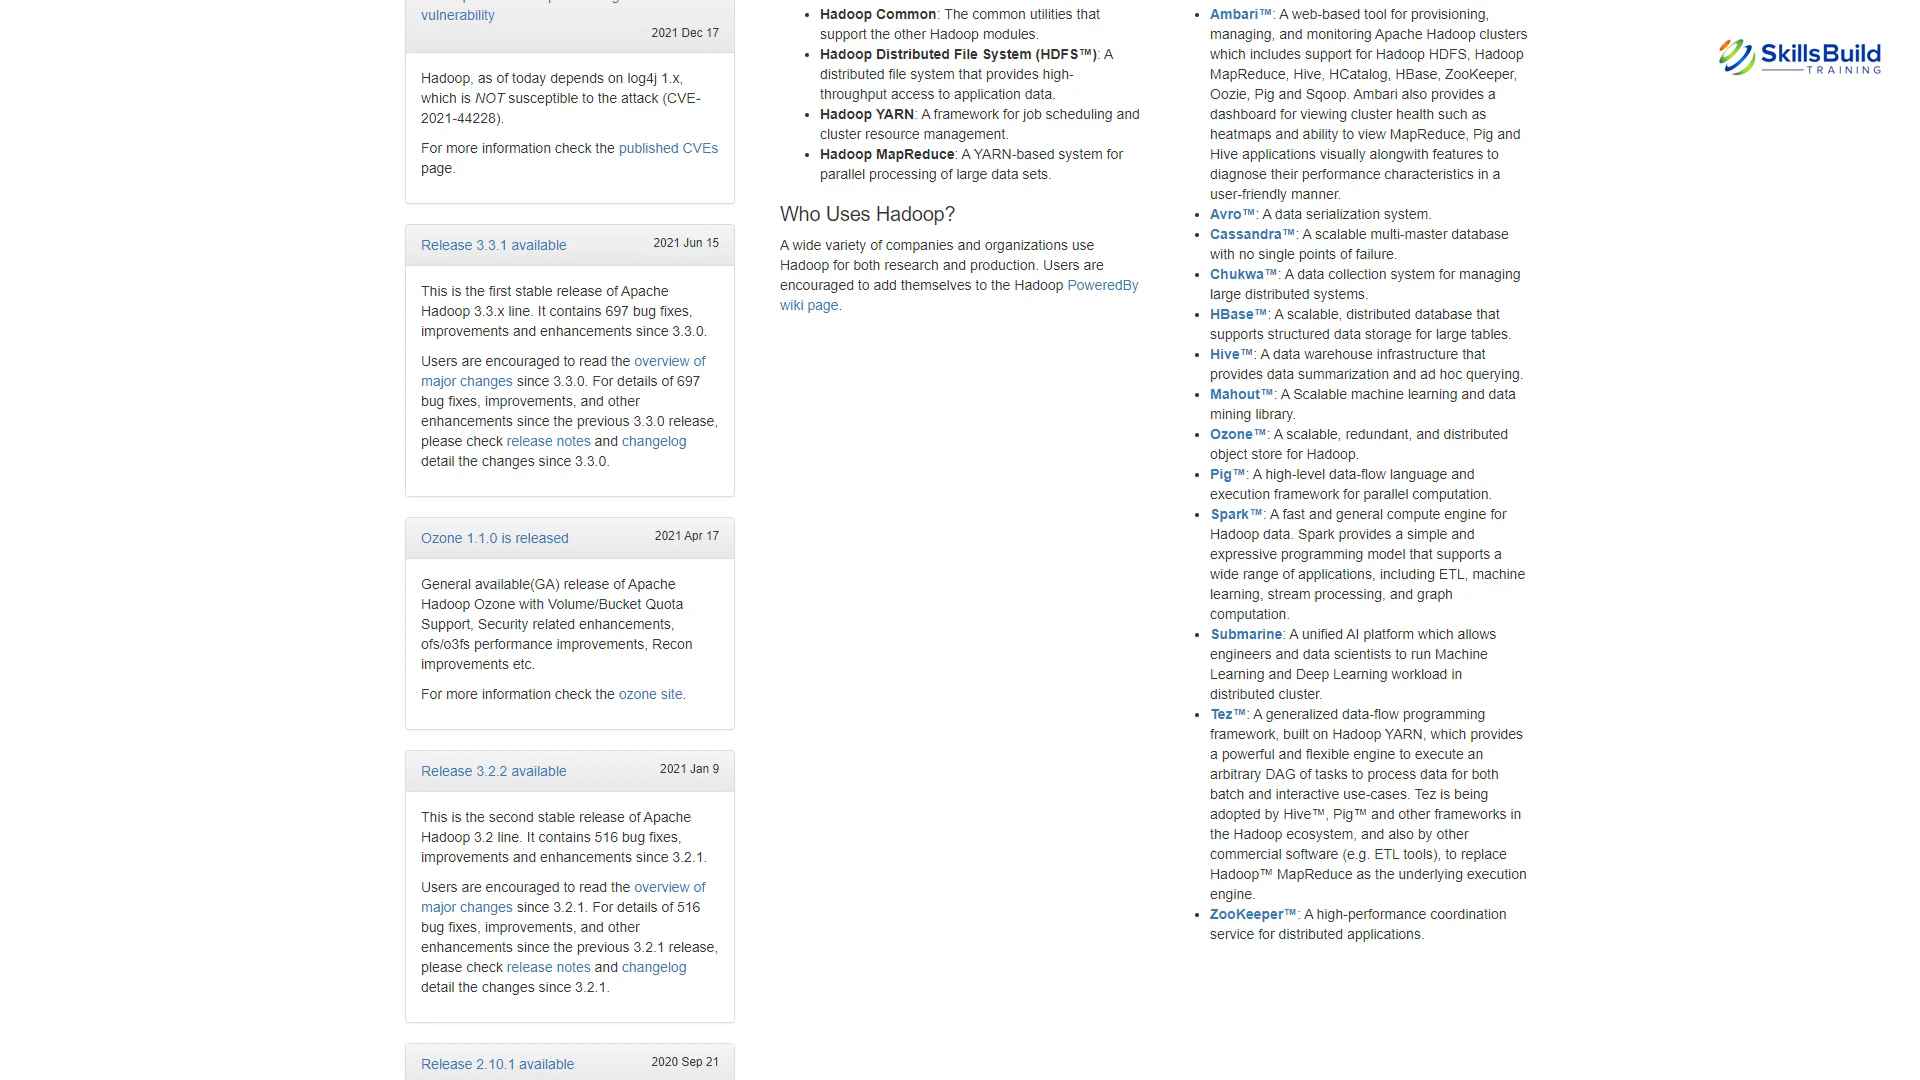 vulnerability
2021 Dec 17
Hadoop, as of today depends on log4j 1.x,
which is NOT susceptible to the attack (CVE-
2021-44228).
For more information check the published CVEs
page.
Release 3.3.1 available
2021 Jun 15
This is the first stable release of Apache
Hadoop 3.3.x line. It contains 697 bug fixes,
improvements and enhancements since 3.3.0.
Users are encouraged to read the overview of
major changes since 3.3.0. For details of 697
bug fixes, improvements, and other
enhancements since the previous 3.3.0 release,
please check release notes and changelog
detail the changes since 3.3.0.
Ozone 1.1.0 is released
2021 Apr 17
General available(GA) release of Apache
Hadoop Ozone with Volume/Bucket Quota
Support, Security related enhancements,
ofs/o3fs performance improvements, Recon
improvements etc.
For more information check the ozone site.
Release 3.2.2 available
2021 Jan 9
This is the second stable release of Apache
Hadoop 3.2 line. It contains 516 bug fixes,
improvements and enhancements since 3.2.1.
Users are encouraged to read the overview of
major changes since 3.2.1. For details of 516
bug fixes, improvements, and other
enhancements since the previous 3.2.1 release,
please check release notes and changelog
detail the changes since 3.2.1.
Release 2.10.1 available
2020 Sep 21
• Hadoop Common: The common utilities that
support the other Hadoop modules.
• Hadoop Distributed File System (HDFS™): A
distributed file system that provides high-
throughput access to application data.
• Hadoop YARN: A framework for job scheduling and
cluster resource management.
• Hadoop MapReduce: A YARN-based system for
parallel processing of large data sets.
Who Uses Hadoop?
A wide variety of companies and organizations use
Hadoop for both research and production. Users are
encouraged to add themselves to the Hadoop PoweredBy
wiki page.
• Ambari™: A web-based tool for provisioning,
managing, and monitoring Apache Hadoop clusters
which includes support for Hadoop HDFS, Hadoop
MapReduce, Hive, HCatalog, HBase, ZooKeeper,
Oozie, Pig and Sqoop. Ambari also provides a
dashboard for viewing cluster health such as
heatmaps and ability to view MapReduce, Pig and
Hive applications visually alongwith features to
diagnose their performance characteristics in a
user-friendly manner.
• Avro™: A data serialization system.
• Cassandra™: A scalable multi-master database
with no single points of failure.
• Chukwa™: A data collection system for managing
large distributed systems.
• HBase™: A scalable, distributed database that
supports structured data storage for large tables.
• Hive™: A data warehouse infrastructure that
provides data summarization and ad hoc querying.
• Mahout™: A Scalable machine learning and data
mining library.
• Ozone™: A scalable, redundant, and distributed
object store for Hadoop.
• Pig™: A high-level data-flow language and
execution framework for parallel computation.
• Spark™: A fast and general compute engine for
Hadoop data. Spark provides a simple and
expressive programming model that supports a
wide range of applications, including ETL, machine
learning, stream processing, and graph
computation.
• Submarine: A unified AI platform which allows
engineers and data scientists to run Machine
Learning and Deep Learning workload in
distributed cluster.
• Tez™: A generalized data-flow programming
framework, built on Hadoop YARN, which provides
a powerful and flexible engine to execute an
arbitrary DAG of tasks to process data for both
batch and interactive use-cases. Tez is being
adopted by Hive™, Pig™ and other frameworks in
the Hadoop ecosystem, and also by other
commercial software (e.g. ETL tools), to replace
Hadoop™ MapReduce as the underlying execution
engine.
• ZooKeeper™: A high-performance coordination
service for distributed applications.
SkillsBuild
TRAINING